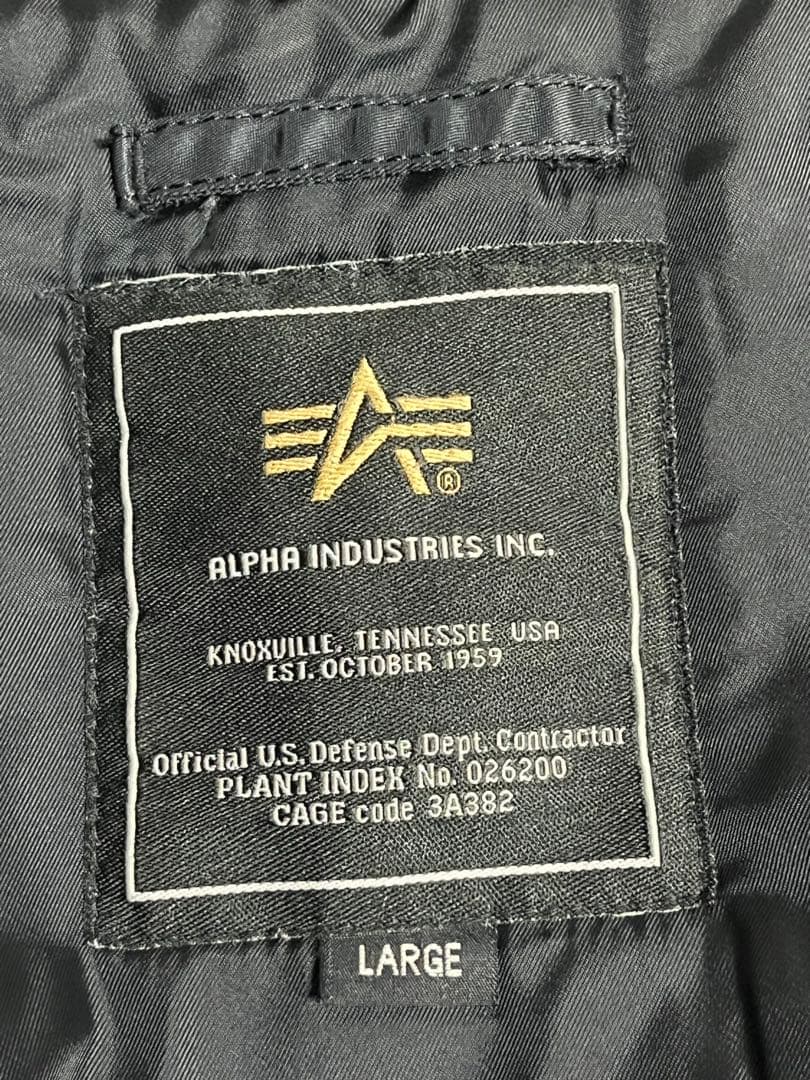 ALPHA INDUSTRIES INC.
KNOXVILLE, TENNESSEE USA
EST. OCTOBER 1959
Official U.S. Defense Dept. Contractor
PLANT INDEX No. 026200
CAGE code 3A382
LARGE